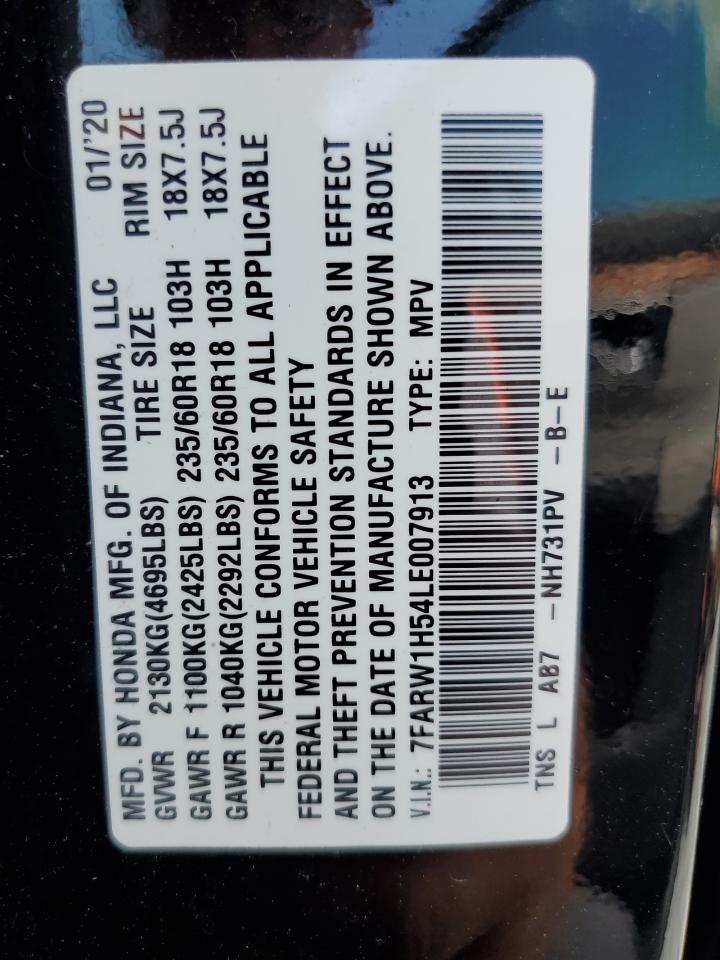 MFD. BY HONDA MFG. OF INDIANA, LLC 01/'20
GVWR 2130KG(4695LBS) TIRE SIZE RIM SIZE
GAWR F 1100KG(2425LBS) 235/60R18 103H 18X7.5J
GAWR R 1040KG(2292LBS) 235/60R18 103H 18X7.5J
THIS VEHICLE CONFORMS TO ALL APPLICABLE
FEDERAL MOTOR VEHICLE SAFETY
AND THEFT PREVENTION STANDARDS IN EFFECT
ON THE DATE OF MANUFACTURE SHOWN ABOVE.
V.I.N.: 7FARW1H54LE007913 TYPE: MPV
TNS L AB7 -NH731PV -B-E